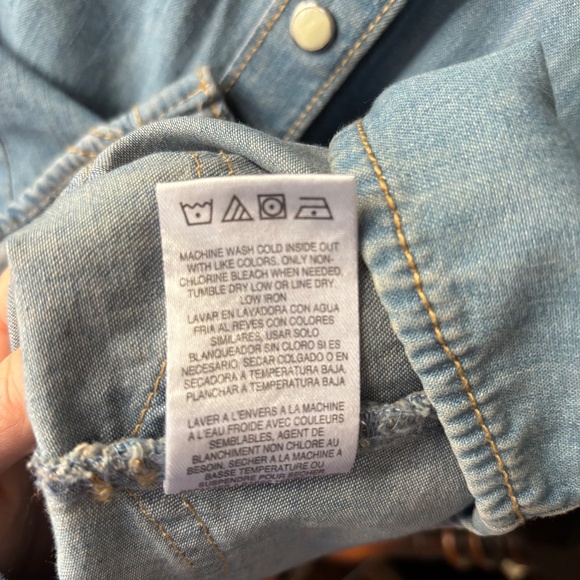 MACHINE WASH COLD INSIDE OUT
WITH LIKE COLORS. ONLY NON-
CHLORINE BLEACH WHEN NEEDED.
TUMBLE DRY LOW OR LINE DRY.
LOW IRON
LAVAR EN LAVADORA CON AGUA
FRIA AL REVES CON COLORES
SIMILARES, USAR SOLO
BLANQUEADOR SIN CLORO SI ES
NECESARIO, SECAR COLGADO O EN
SECADORA A TEMPERATURA BAJA,
PLANCHAR A TEMPERATURA BAJA.
LAVER A L'ENVERS A LA MACHINE
A L'EAU FROIDE AVEC COULEURS
SEMBLABLES, AGENT DE
BLANCHIMENT NON CHLORE AU
BESOIN. SECHER A LA MACHINE A
BASSE TEMPERATURE OU
SUSPENDRE POUR SECHER